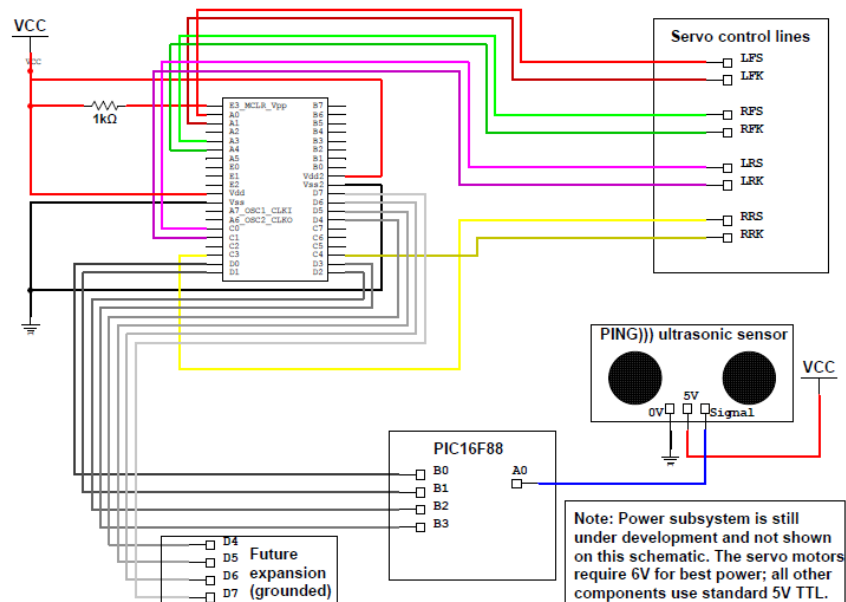 VCC
VCC
1kΩ
E3_MCLR_Vpp
A0
A1
A2
A3
A4
A5
E0
E1
E2
Vdd
Vss
A7_OSC1_CLKI
A6_OSC2_CLKO
C0
C1
C2
C3
D0
D1
B7
B6
B5
B4
B3
B2
B1
B0
Vdd2
Vss2
D7
D6
D5
D4
C7
C6
C5
C4
D3
D2
Servo control lines
LFS
LFK
RFS
RFK
LRS
LRK
RRS
RRK
PING))) ultrasonic sensor
0V
5V
Signal
VCC
PIC16F88
B0
B1
B2
B3
A0
D4
D5
D6
D7
Future
expansion
(grounded)
Note: Power subsystem is still
under development and not shown
on this schematic. The servo motors
require 6V for best power; all other
components use standard 5V TTL.